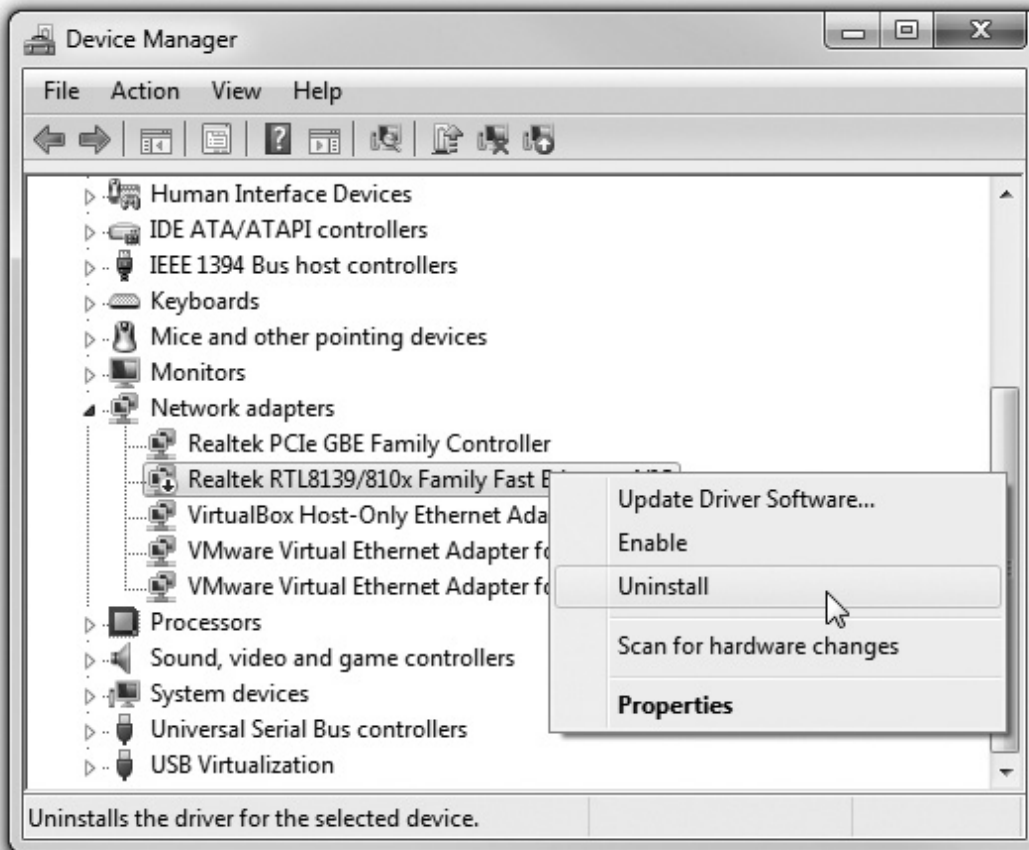 Device Manager
File Action View Help
Human Interface Devices
IDE ATA/ATAPI controllers
IEEE 1394 Bus host controllers
Keyboards
Mice and other pointing devices
Monitors
Network adapters
Realtek PCIe GBE Family Controller
Realtek RTL8139/810x Family Fast
VirtualBox Host-Only Ethernet Ada
VMware Virtual Ethernet Adapter fo
VMware Virtual Ethernet Adapter fo
Processors
Sound, video and game controllers
System devices
Universal Serial Bus controllers
USB Virtualization
Update Driver Software...
Enable
Uninstall
Scan for hardware changes
Properties
Uninstalls the driver for the selected device.